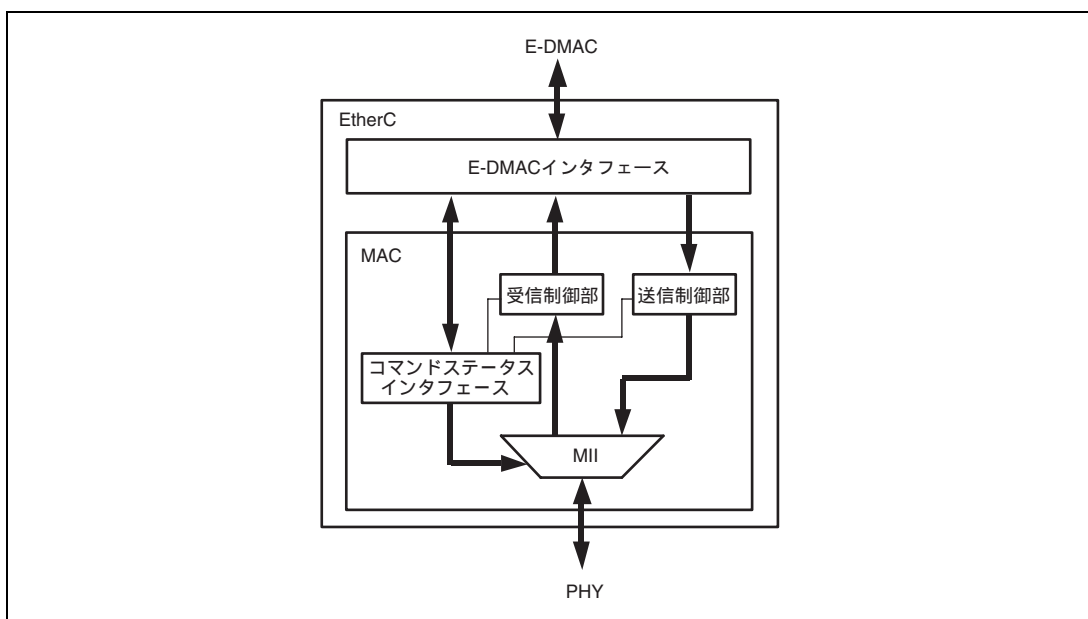 E-DMAC
EtherC
E-DMACインタフェース
MAC
受信制御部
送信制御部
コマンドステータス
インタフェース
MII
PHY